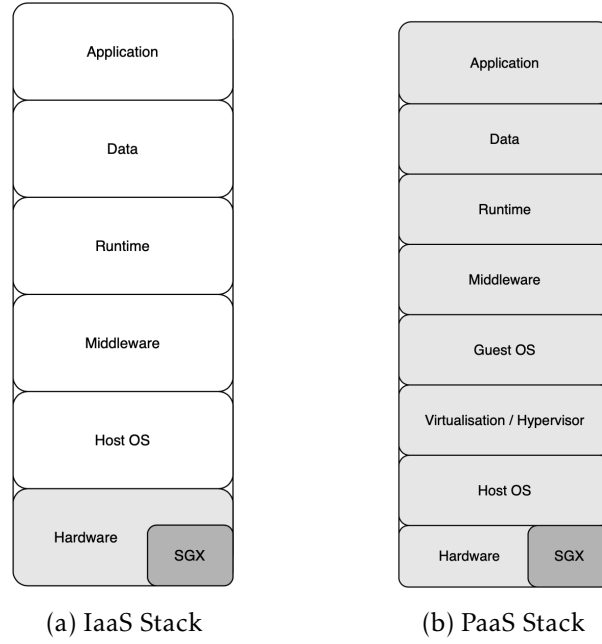 Application
Data
Runtime
Middleware
Host OS
Hardware
SGX
(a) IaaS Stack
Application
Data
Runtime
Middleware
Guest OS
Virtualisation / Hypervisor
Host OS
Hardware
SGX
(b) PaaS Stack